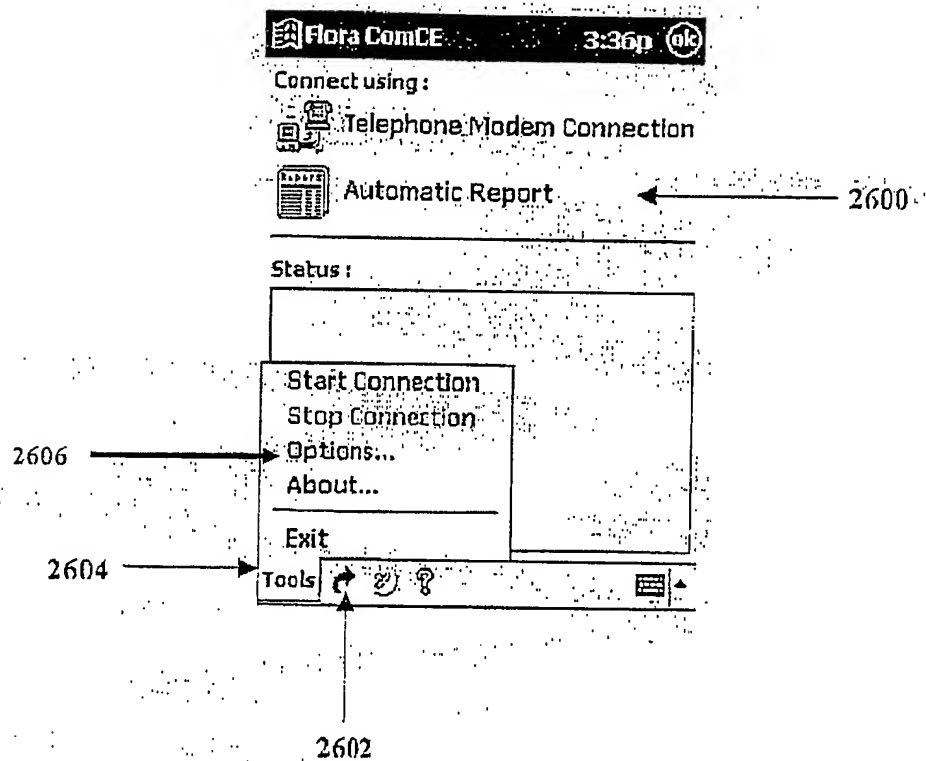 Flora ComCE 3:36p ok
Connect using:
Telephone Modem Connection
Reports
Automatic Report
2600
Status:
Start Connection
Stop Connection
Options...
2606
About...
Exit
2604
Tools
2602